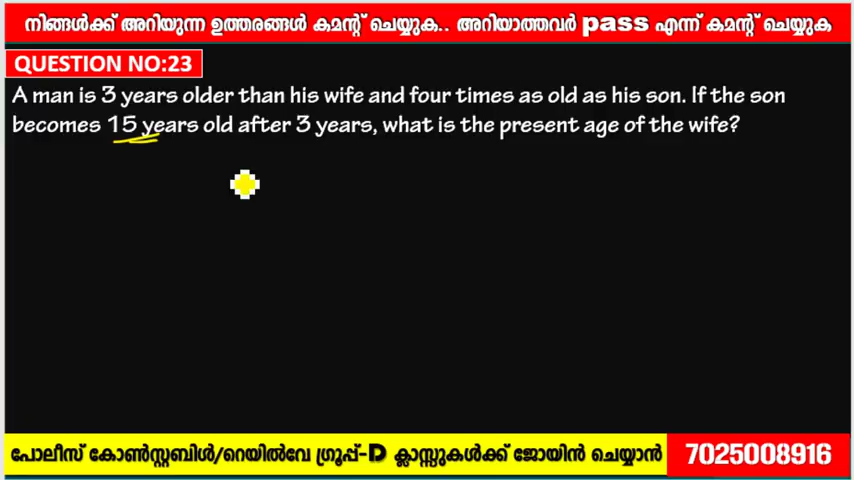 നിങ്ങൾക്ക് അറിയുന്ന ഉത്തരങ്ങൾ കമന്റ് ചെയ്യുക.. അറിയാത്തവർ pass എന്ന് കമന്റ് ചെയ്യുക
QUESTION NO:23
A man is 3 years older than his wife and four times as old as his son. If the son
becomes 15 years old after 3 years, what is the present age of the wife?
പോലീസ് കോൺസ്റ്റബിൾ/റെയിൽവേ ഗ്രൂപ്പ്-D ക്ലാസ്സുകൾക്ക് ജോയിൻ ചെയ്യാൻ 7025008916